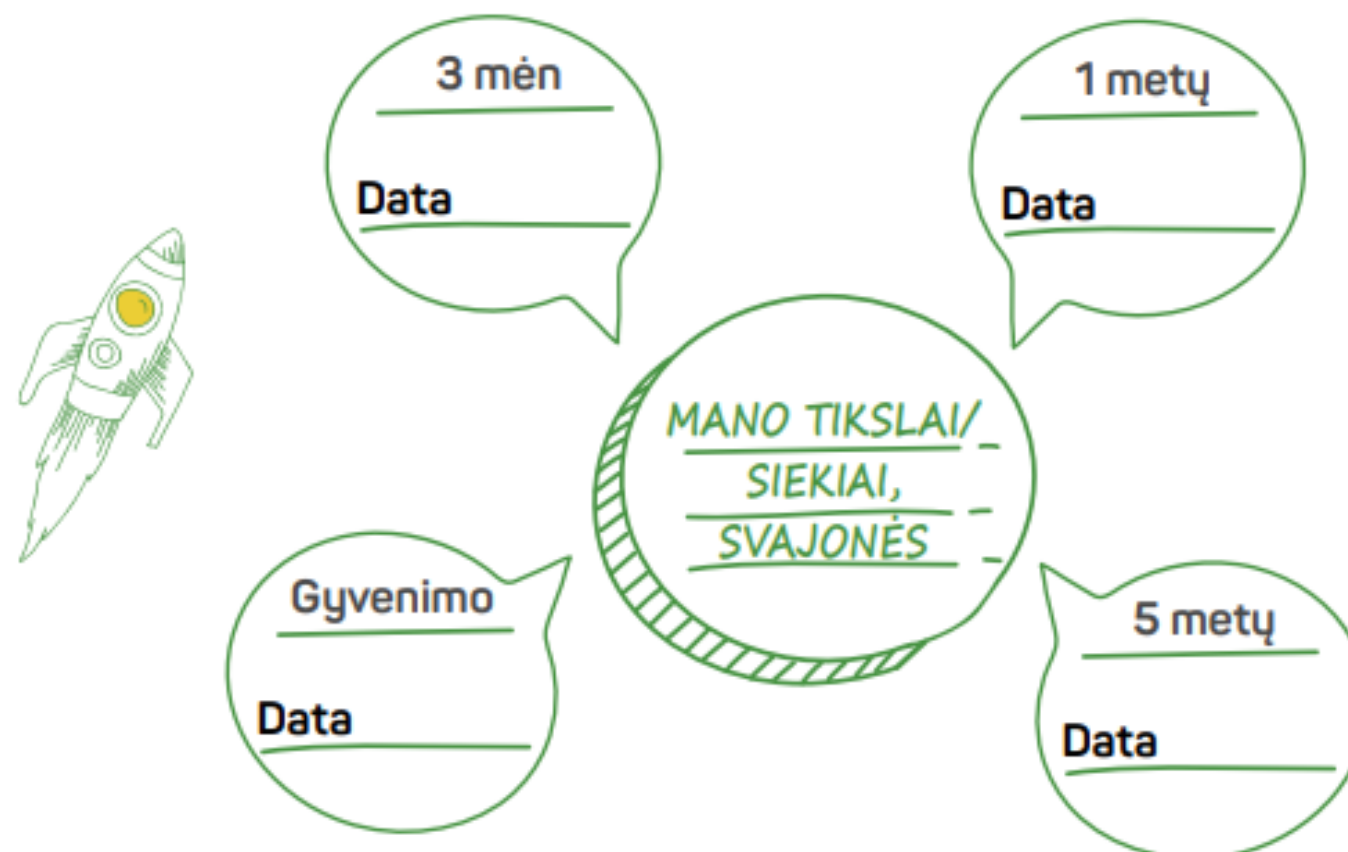 3 mėn
Data
1 metų
Data
MANO TIKSLAI/
SIEKIAI,
SVAJONĖS
Gyvenimo
Data
5 metų
Data